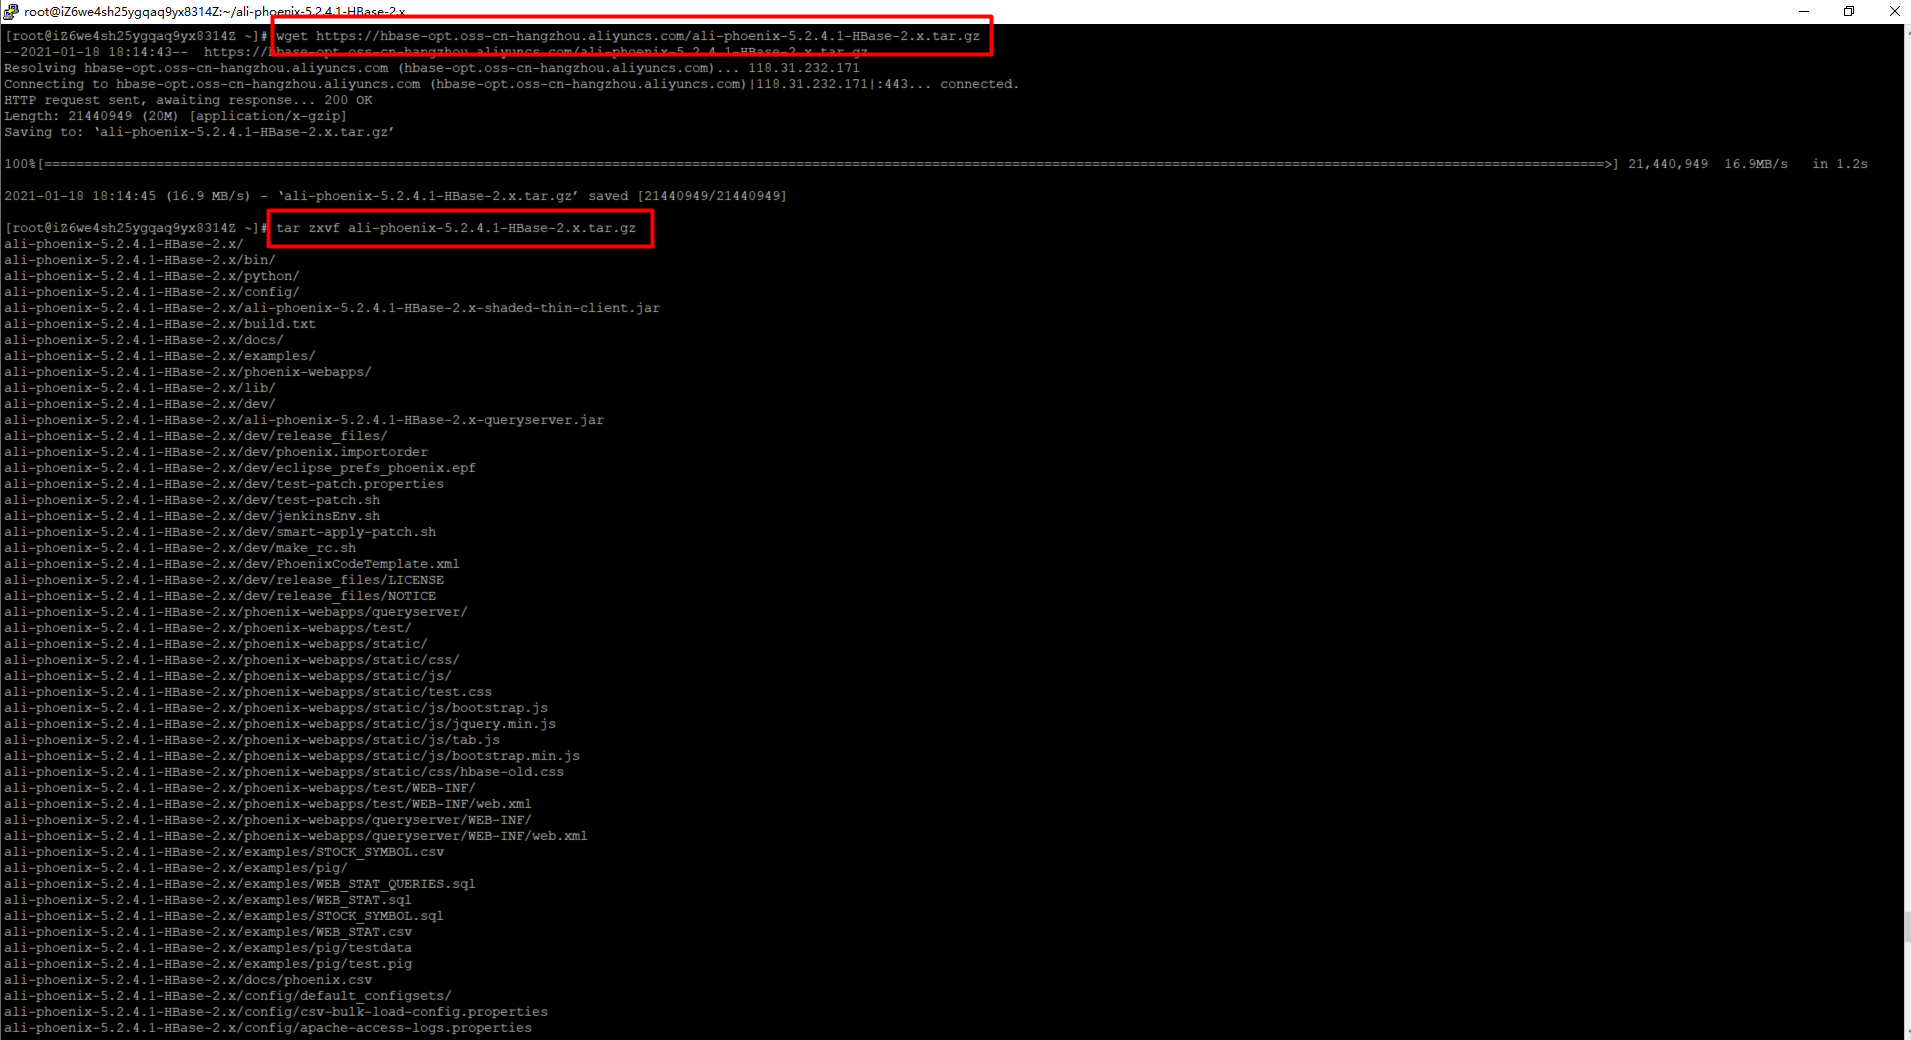 root@iZ6we4sh25ygqaq9yx8314Z:~/ali-phoenix-5.2.4.1-HBase-2.x
[root@iZ6we4sh25ygqaq9yx8314Z ~]# wget https://hbase-opt.oss-cn-hangzhou.aliyuncs.com/ali-phoenix-5.2.4.1-HBase-2.x.tar.gz
--2021-01-18 18:14:43--  https://hbase-opt.oss-cn-hangzhou.aliyuncs.com/ali-phoenix-5.2.4.1-HBase-2.x.tar.gz
Resolving hbase-opt.oss-cn-hangzhou.aliyuncs.com (hbase-opt.oss-cn-hangzhou.aliyuncs.com)... 118.31.232.171
Connecting to hbase-opt.oss-cn-hangzhou.aliyuncs.com (hbase-opt.oss-cn-hangzhou.aliyuncs.com)|118.31.232.171|:443... connected.
HTTP request sent, awaiting response... 200 OK
Length: 21440949 (20M) [application/x-gzip]
Saving to: ‘ali-phoenix-5.2.4.1-HBase-2.x.tar.gz’
100%[===================================================================================================================================================================================================>] 21,440,949  16.9MB/s   in 1.2s
2021-01-18 18:14:45 (16.9 MB/s) - ‘ali-phoenix-5.2.4.1-HBase-2.x.tar.gz’ saved [21440949/21440949]
[root@iZ6we4sh25ygqaq9yx8314Z ~]# tar zxvf ali-phoenix-5.2.4.1-HBase-2.x.tar.gz
ali-phoenix-5.2.4.1-HBase-2.x/
ali-phoenix-5.2.4.1-HBase-2.x/bin/
ali-phoenix-5.2.4.1-HBase-2.x/python/
ali-phoenix-5.2.4.1-HBase-2.x/config/
ali-phoenix-5.2.4.1-HBase-2.x/ali-phoenix-5.2.4.1-HBase-2.x-shaded-thin-client.jar
ali-phoenix-5.2.4.1-HBase-2.x/build.txt
ali-phoenix-5.2.4.1-HBase-2.x/docs/
ali-phoenix-5.2.4.1-HBase-2.x/examples/
ali-phoenix-5.2.4.1-HBase-2.x/phoenix-webapps/
ali-phoenix-5.2.4.1-HBase-2.x/lib/
ali-phoenix-5.2.4.1-HBase-2.x/dev/
ali-phoenix-5.2.4.1-HBase-2.x/ali-phoenix-5.2.4.1-HBase-2.x-queryserver.jar
ali-phoenix-5.2.4.1-HBase-2.x/dev/release_files/
ali-phoenix-5.2.4.1-HBase-2.x/dev/phoenix.importorder
ali-phoenix-5.2.4.1-HBase-2.x/dev/eclipse_prefs_phoenix.epf
ali-phoenix-5.2.4.1-HBase-2.x/dev/test-patch.properties
ali-phoenix-5.2.4.1-HBase-2.x/dev/test-patch.sh
ali-phoenix-5.2.4.1-HBase-2.x/dev/jenkinsEnv.sh
ali-phoenix-5.2.4.1-HBase-2.x/dev/smart-apply-patch.sh
ali-phoenix-5.2.4.1-HBase-2.x/dev/make_rc.sh
ali-phoenix-5.2.4.1-HBase-2.x/dev/PhoenixCodeTemplate.xml
ali-phoenix-5.2.4.1-HBase-2.x/dev/release_files/LICENSE
ali-phoenix-5.2.4.1-HBase-2.x/dev/release_files/NOTICE
ali-phoenix-5.2.4.1-HBase-2.x/phoenix-webapps/queryserver/
ali-phoenix-5.2.4.1-HBase-2.x/phoenix-webapps/test/
ali-phoenix-5.2.4.1-HBase-2.x/phoenix-webapps/static/
ali-phoenix-5.2.4.1-HBase-2.x/phoenix-webapps/static/css/
ali-phoenix-5.2.4.1-HBase-2.x/phoenix-webapps/static/js/
ali-phoenix-5.2.4.1-HBase-2.x/phoenix-webapps/static/test.css
ali-phoenix-5.2.4.1-HBase-2.x/phoenix-webapps/static/js/bootstrap.js
ali-phoenix-5.2.4.1-HBase-2.x/phoenix-webapps/static/js/jquery.min.js
ali-phoenix-5.2.4.1-HBase-2.x/phoenix-webapps/static/js/tab.js
ali-phoenix-5.2.4.1-HBase-2.x/phoenix-webapps/static/js/bootstrap.min.js
ali-phoenix-5.2.4.1-HBase-2.x/phoenix-webapps/static/css/hbase-old.css
ali-phoenix-5.2.4.1-HBase-2.x/phoenix-webapps/test/WEB-INF/
ali-phoenix-5.2.4.1-HBase-2.x/phoenix-webapps/test/WEB-INF/web.xml
ali-phoenix-5.2.4.1-HBase-2.x/phoenix-webapps/queryserver/WEB-INF/
ali-phoenix-5.2.4.1-HBase-2.x/phoenix-webapps/queryserver/WEB-INF/web.xml
ali-phoenix-5.2.4.1-HBase-2.x/examples/STOCK_SYMBOL.csv
ali-phoenix-5.2.4.1-HBase-2.x/examples/pig/
ali-phoenix-5.2.4.1-HBase-2.x/examples/WEB_STAT_QUERIES.sql
ali-phoenix-5.2.4.1-HBase-2.x/examples/WEB_STAT.sql
ali-phoenix-5.2.4.1-HBase-2.x/examples/STOCK_SYMBOL.sql
ali-phoenix-5.2.4.1-HBase-2.x/examples/WEB_STAT.csv
ali-phoenix-5.2.4.1-HBase-2.x/examples/pig/testdata
ali-phoenix-5.2.4.1-HBase-2.x/examples/pig/test.pig
ali-phoenix-5.2.4.1-HBase-2.x/docs/phoenix.csv
ali-phoenix-5.2.4.1-HBase-2.x/config/default_configsets/
ali-phoenix-5.2.4.1-HBase-2.x/config/csv-bulk-load-config.properties
ali-phoenix-5.2.4.1-HBase-2.x/config/apache-access-logs.properties